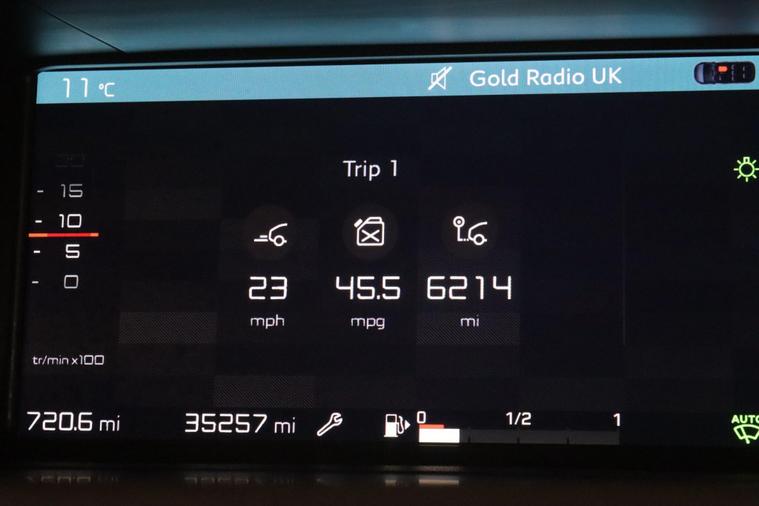 11 °C
Gold Radio UK
Trip 1
- 15
- 10
- 5
- 0
23 45.5 6214
mph mpg mi
tr/min x100
720.6 mi 35257 mi 0 1/2 1
AUTO